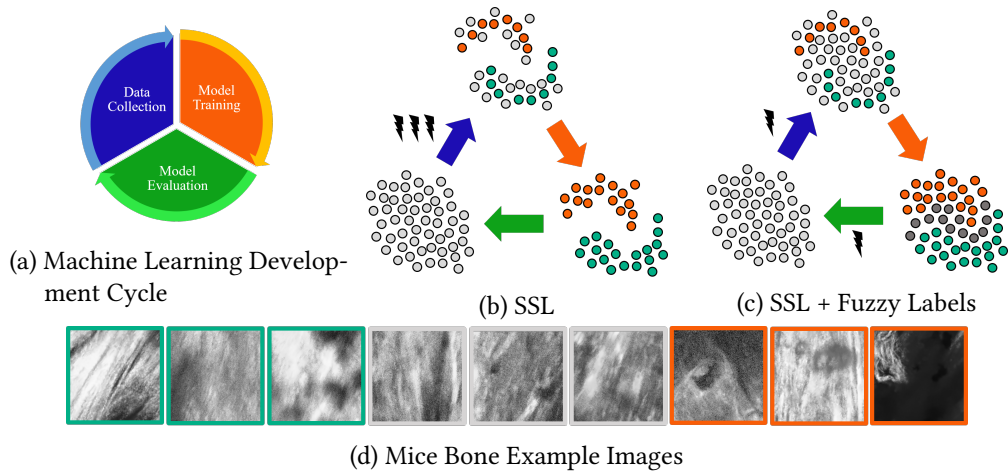 Data
Collection
Model
Training
Model
Evaluation
(a) Machine Learning Develop-
ment Cycle
(b) SSL
(c) SSL + Fuzzy Labels
(d) Mice Bone Example Images